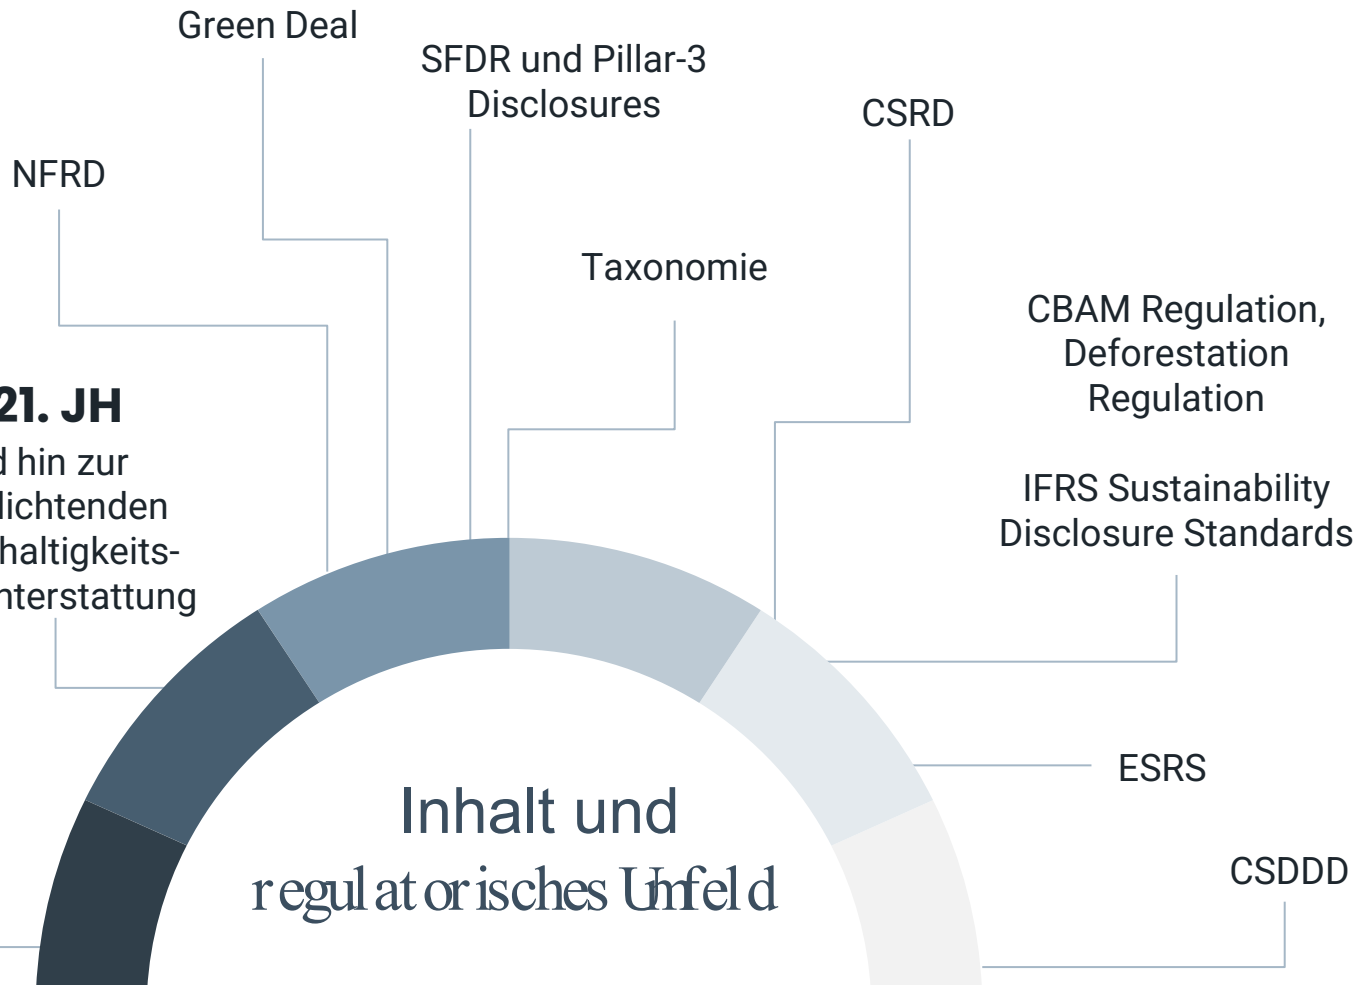 Green Deal
SFDR und Pillar-3
Disclosures
CSRD
NFRD
Taxonomie
CBAM Regulation,
Deforestation
Regulation
21. JH
hin zur
lichtenden
haltigkeits-
nterstattung
IFRS Sustainability
Disclosure Standards
ESRS
Inhalt und
regulatorisches Umfeld
CSDDD